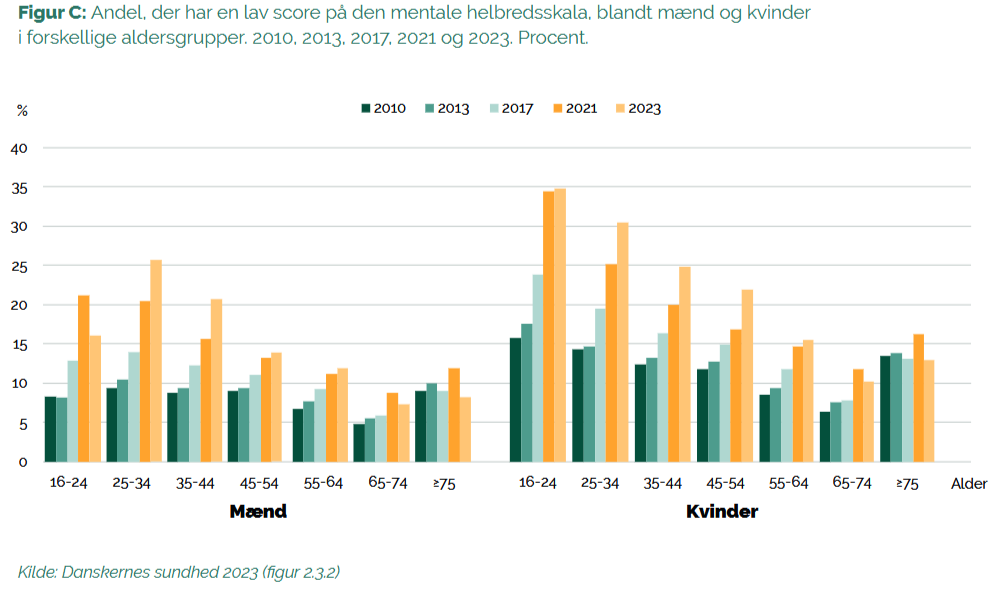 Figur C: Andel, der har en lav score på den mentale helbredsskala, blandt mænd og kvinder
i forskellige aldersgrupper. 2010, 2013, 2017, 2021 og 2023. Procent.
% 2010 2013 2017 2021 2023
40
35
30
25
20
15
10
5
0
16-24 25-34 35-44 45-54 55-64 65-74 ≥75 16-24 25-34 35-44 45-54 55-64 65-74 ≥75 Alder
Mænd Kvinder
Kilde: Danskernes sundhed 2023 (figur 2.3.2)